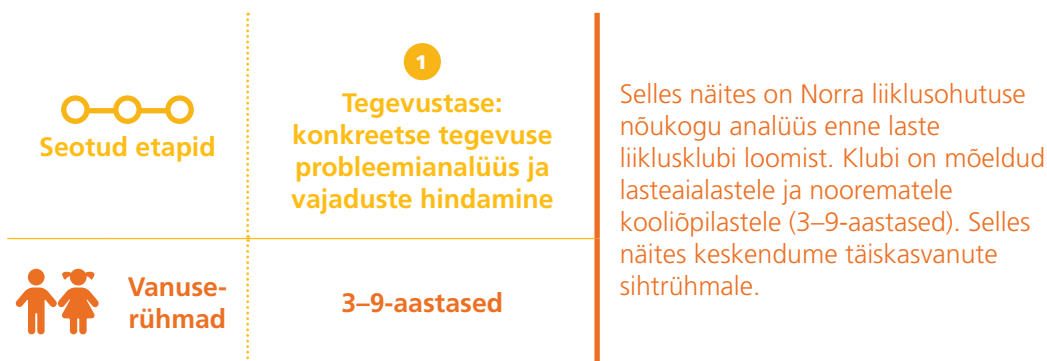 Seotud etapid
1
Tegevustase:
konkreetse tegevuse
probleemianalüüs ja
vajaduste hindamine
Vanuse-
rühmad
3–9-aastased
Selles näites on Norra liiklusohutuse
nõukogu analüüs enne laste
liiklusklubi loomist. Klubi on mõeldud
lasteaialastele ja noorematele
kooliõpilastele (3–9-aastased). Selles
näites keskendume täiskasvanute
sihtrühmale.